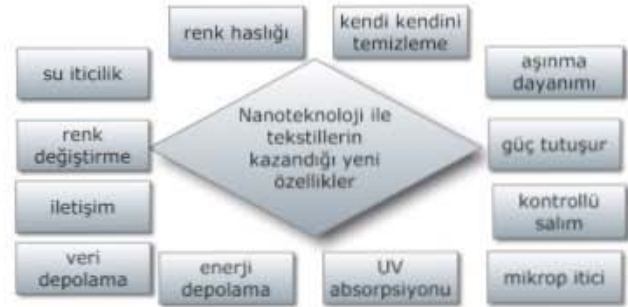 renk haslığı
kendi kendini
temizleme
su iticilik
aşınma
dayanımı
Nanoteknoloji ile
tekstillerin
kazandığı yeni
özellikler
renk
değiştirme
güç tutuşur
iletişim
kontrollü
salım
veri
depolama
enerji
depolama
UV
absorpsiyonu
mikrop itici